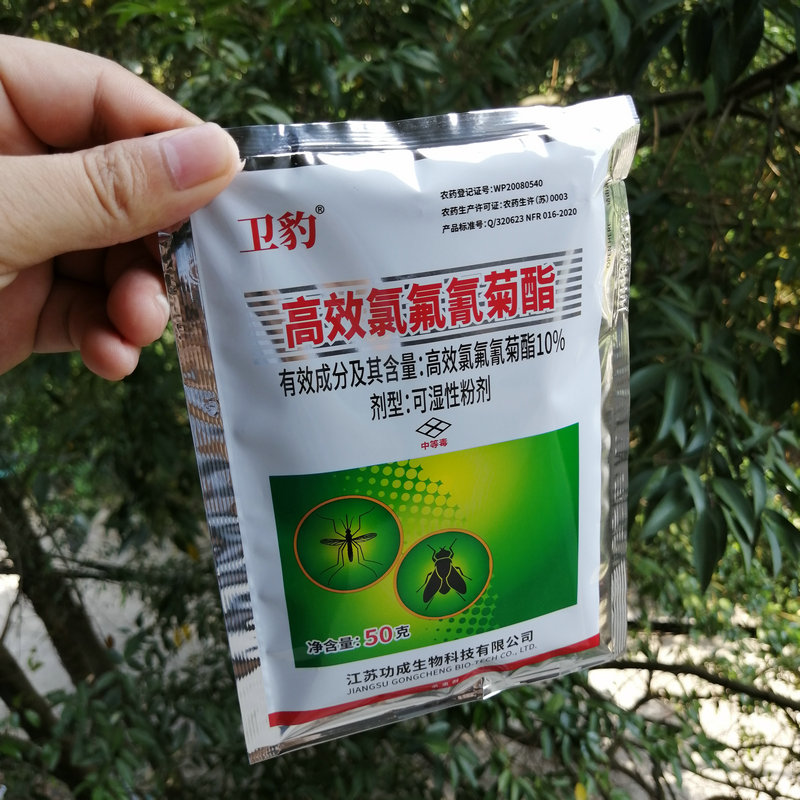 卫豹®
农药登记证号:WP20080540
农药生产许可证:农药生许(苏)0003
产品标准号:Q/320623 NFR 016-2020
高效氯氟氰菊酯
有效成分及其含量:高效氯氟氰菊酯10%
剂型:可湿性粉剂
中等毒
净含量: 50克
江苏功成生物科技有限公司
JIANGSU GONGCHENG BIO-TECH CO., LTD.